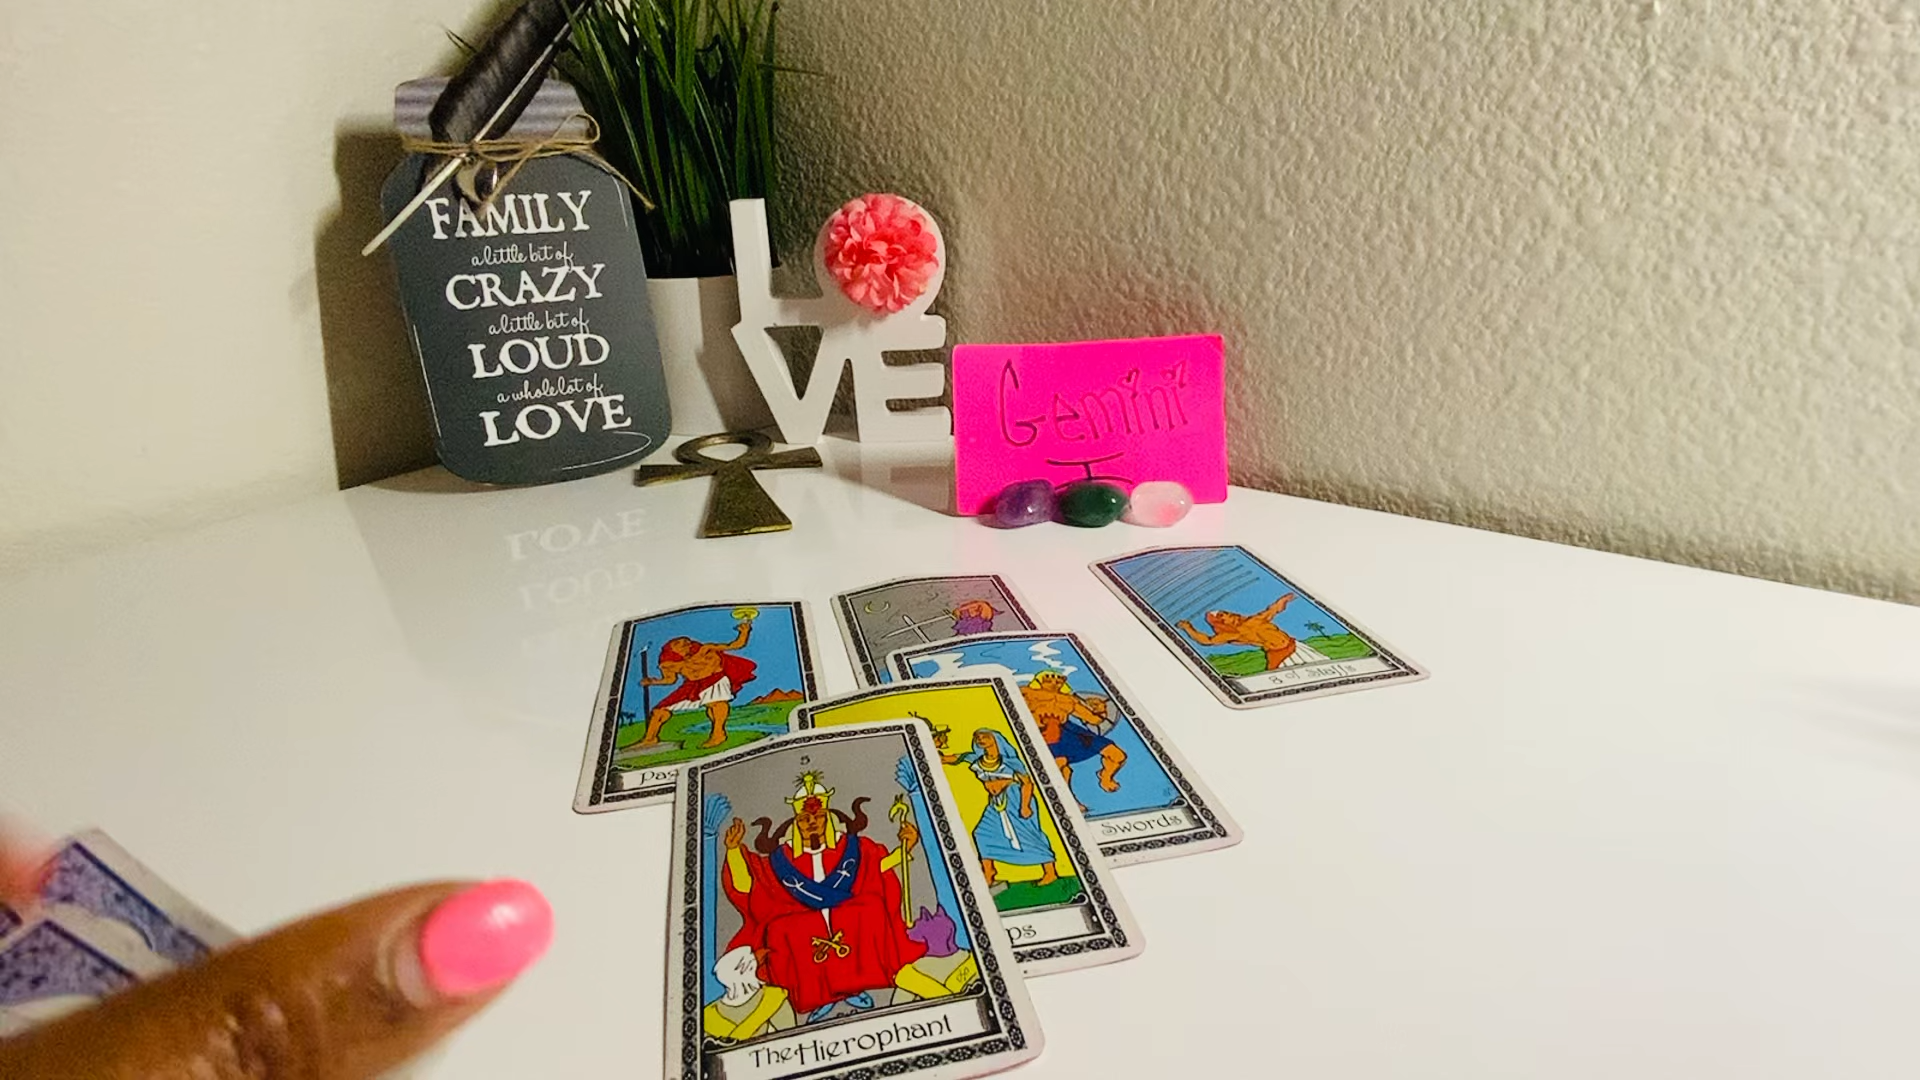 FAMILY
a little bit of
CRAZY
a little bit of
LOUD
a whole lot of
LOVE
LOVE
Gemini
8 of Staffs
Swords
5
The Hierophant